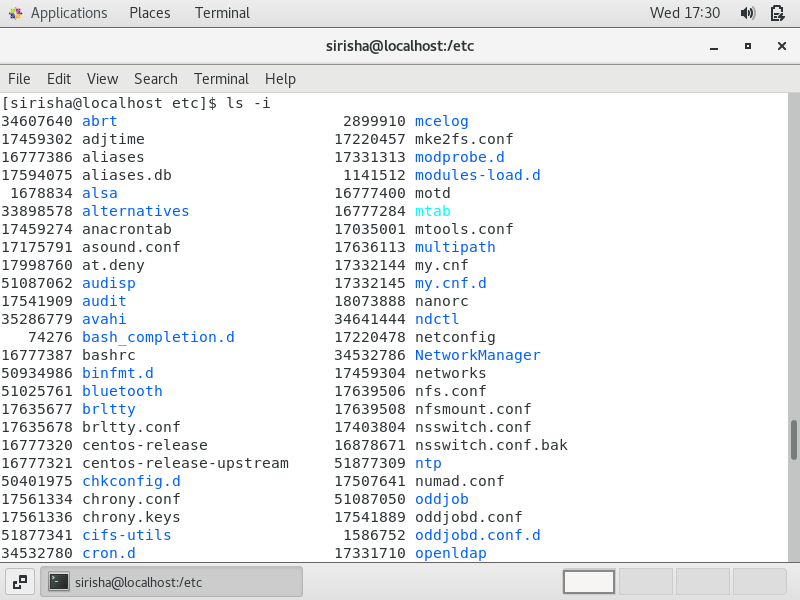 Applications Places Terminal Wed 17:30
sirisha@localhost:/etc
File Edit View Search Terminal Help
[sirisha@localhost etc]$ ls -i
34607640 abrt 2899910 mcelog
17459302 adjtime 17220457 mke2fs.conf
16777386 aliases 17331313 modprobe.d
17594075 aliases.db 1141512 modules-load.d
1678834 alsa 16777400 motd
33898578 alternatives 16777284 mtab
17459274 anacrontab 17035001 mtools.conf
17175791 asound.conf 17636113 multipath
17998760 at.deny 17332144 my.cnf
51087062 audisp 17332145 my.cnf.d
17541909 audit 18073888 nanorc
35286779 avahi 34641444 ndctl
74276 bash_completion.d 17220478 netconfig
16777387 bashrc 34532786 NetworkManager
50934986 binfmt.d 17459304 networks
51025761 bluetooth 17639506 nfs.conf
17635677 brltty 17639508 nfsmount.conf
17635678 brltty.conf 17403804 nsswitch.conf
16777320 centos-release 16878671 nsswitch.conf.bak
16777321 centos-release-upstream 51877309 ntp
50401975 chkconfig.d 17507641 numad.conf
17561334 chrony.conf 51087050 oddjob
17561336 chrony.keys 17541889 oddjobd.conf
51877341 cifs-utils 1586752 oddjobd.conf.d
34532780 cron.d 17331710 openldap
sirisha@localhost:/etc